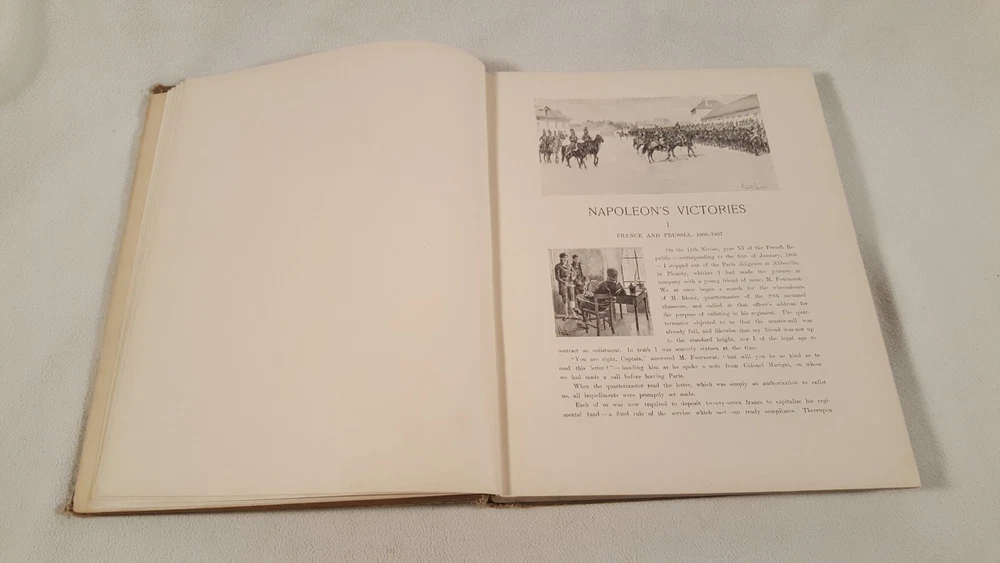 NAPOLEON'S VICTORIES
I
FRANCE AND PRUSSIA, 1806-1807
On the 11th Nivose, year XI of the French Re-
public—corresponding to the first of January, 1803
—I stepped out of the Paris diligence at Abbeville,
in Picardy, whither I had made the journey in
company with a young friend of mine, M. Fournerat.
We at once began a search for the whereabouts
of M. quartermaster of the 20th mounted
chasseurs, and called at that officer's address for
the purpose of enlisting in his regiment. The quar-
termaster objected to us that the muster-roll was
already full, and likewise that my friend was not up
to the standard height, nor I of the legal age to
contract an enlistment. In truth I was scarcely sixteen at the time.
"You are right, Captain," answered M. Fournerat, "but will you be so kind as to
read this letter?"—handing him as he spoke a note from Colonel Marigny, on whom
we had made a call before leaving Paris.
When the quartermaster read the letter, which was simply an authorization to enlist
us, all impediments were promptly set aside.
Each of us was now required to deposit twenty-seven francs to capitalize his regi-
mental fund—a fixed rule of the service which met our ready compliance. Thereupon